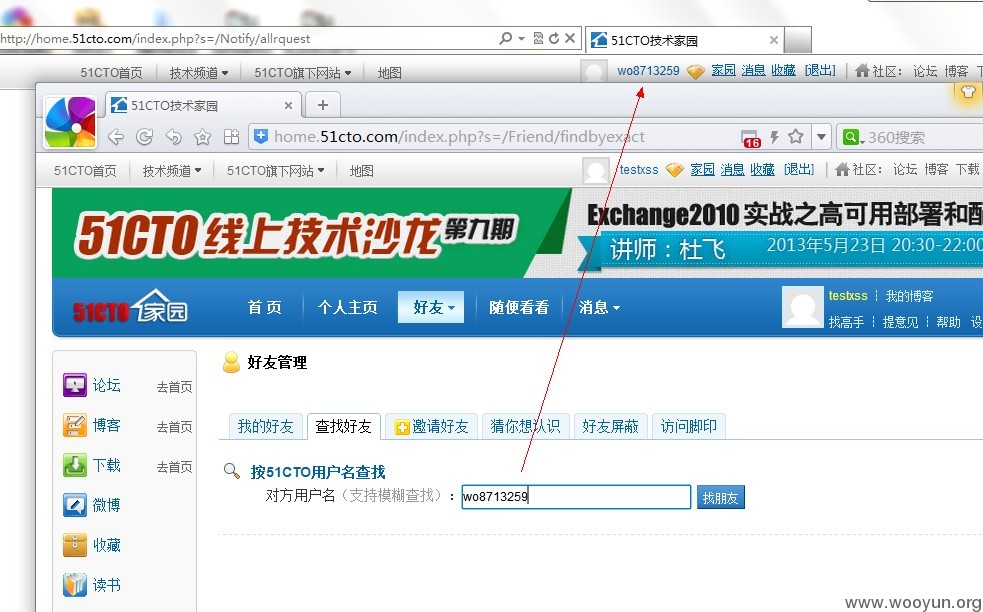 http://home.51cto.com/index.php?s=/Notify/allrquest
51CTO技术家园
51CTO首页 技术频道 51CTO旗下网站 地图 wo8713259 家园 消息 收藏 [退出] 社区： 论坛 博客
51CTO技术家园
home.51cto.com/index.php?s=/Friend/findbyexact 16 360搜索
51CTO首页 技术频道 51CTO旗下网站 地图 testxss 家园 消息 收藏 [退出] 社区： 论坛 博客 下载
51CTO线上技术沙龙 第九期
Exchange2010 实战之高可用部署和配
讲师：杜飞 2013年5月23日 20:30-22:00
51CTO家园 首 页 个人主页 好友 随便看看 消息
testxss 我的博客
找高手 提意见 帮助 设
论坛 去首页
博客 去首页
下载 去首页
微博
收藏
读书
好友管理
我的好友 查找好友 邀请好友 猜你想认识 好友屏蔽 访问脚印
按51CTO用户名查找
对方用户名（支持模糊查找）： wo8713259 找朋友
www.wooyun.org